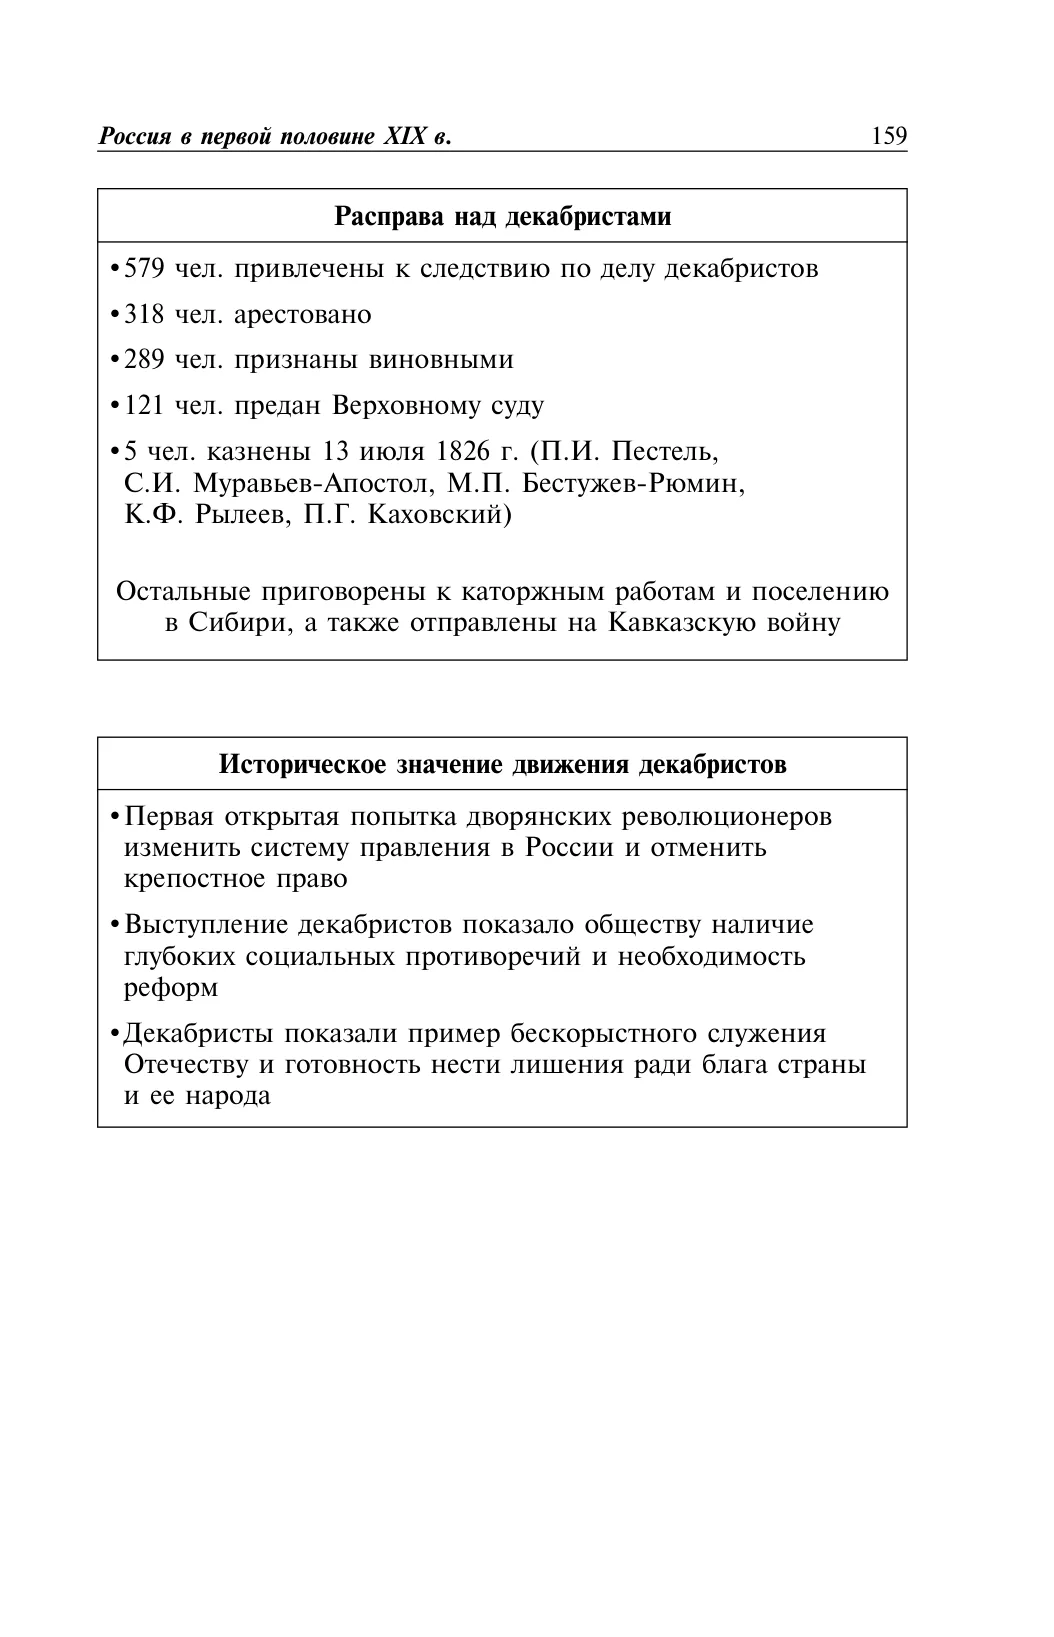 Россия в первой половине XIX в. 159
Расправа над декабристами
•579 чел. привлечены к следствию по делу декабристов
•318 чел. арестовано
•289 чел. признаны виновными
•121 чел. предан Верховному суду
•5 чел. казнены 13 июля 1826 г. (П.И. Пестель,
С.И. Муравьев-Апостол, М.П. Бестужев-Рюмин,
К.Ф. Рылеев, П.Г. Каховский)
Остальные приговорены к каторжным работам и поселению
в Сибири, а также отправлены на Кавказскую войну
Историческое значение движения декабристов
•Первая открытая попытка дворянских революционеров
изменить систему правления в России и отменить
крепостное право
•Выступление декабристов показало обществу наличие
глубоких социальных противоречий и необходимость
реформ
•Декабристы показали пример бескорыстного служения
Отечеству и готовность нести лишения ради блага страны
и ее народа